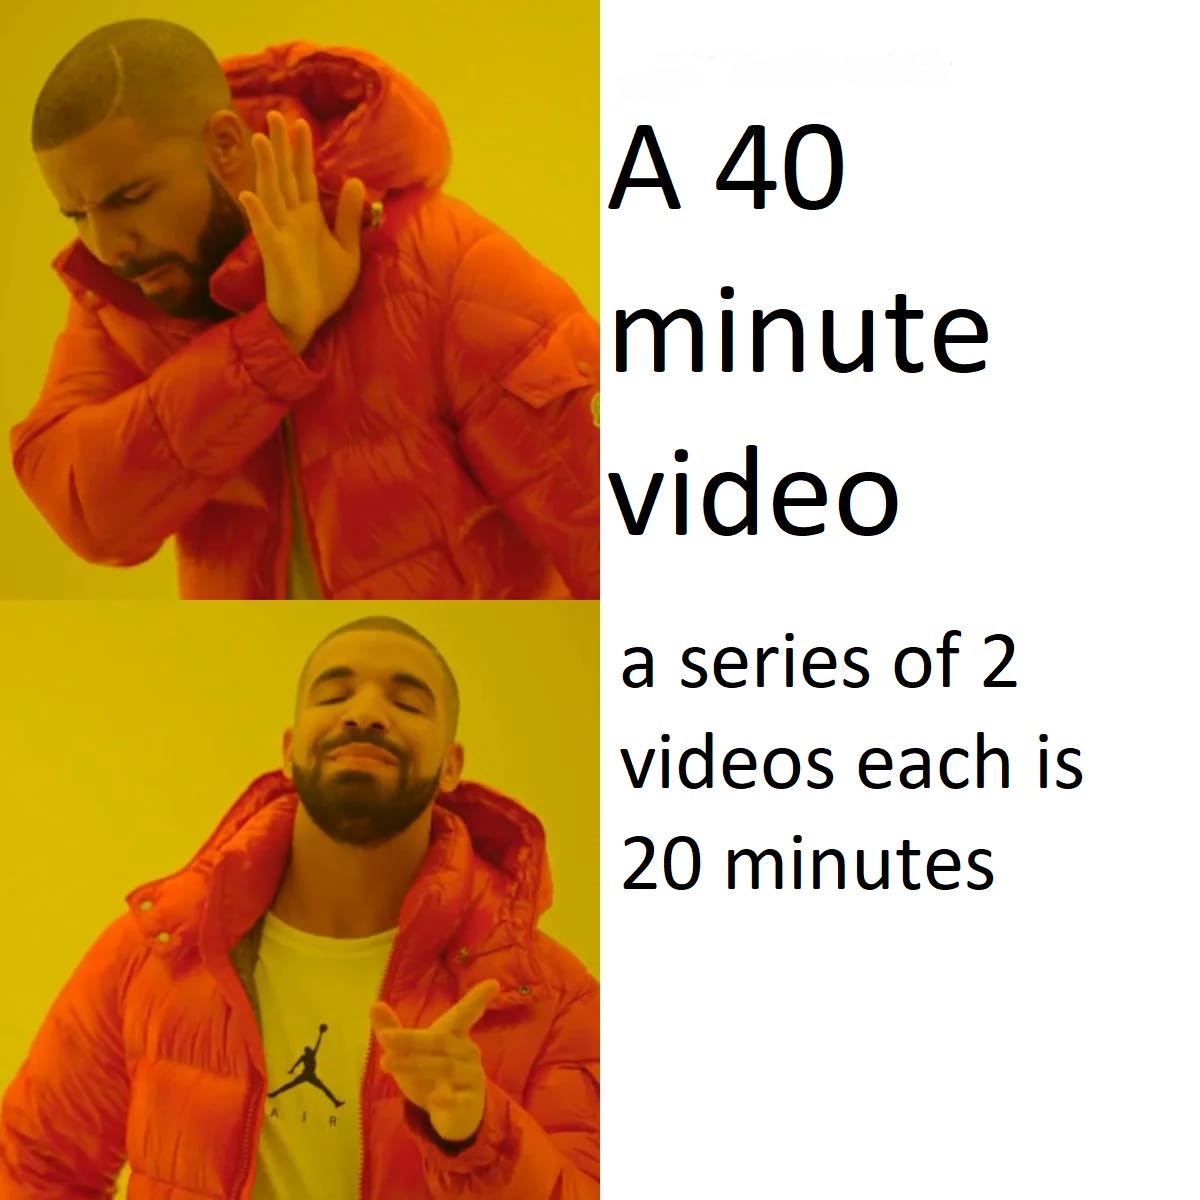 A 40
minute
video
a series of 2
videos each is
20 minutes
A I R